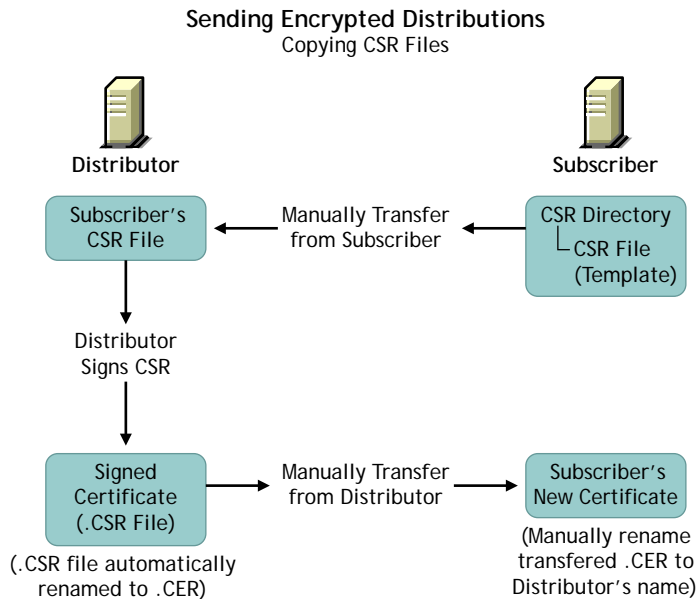 Sending Encrypted Distributions
Copying CSR Files
Distributor
Subscriber
Subscriber's
CSR File
Manually Transfer
from Subscriber
CSR Directory
CSR File
(Template)
Distributor
Signs CSR
Signed
Certificate
(.CSR File)
Manually Transfer
from Distributor
Subscriber's
New Certificate
(.CSR file automatically
renamed to .CER)
(Manually rename
transfered .CER to
Distributor's name)